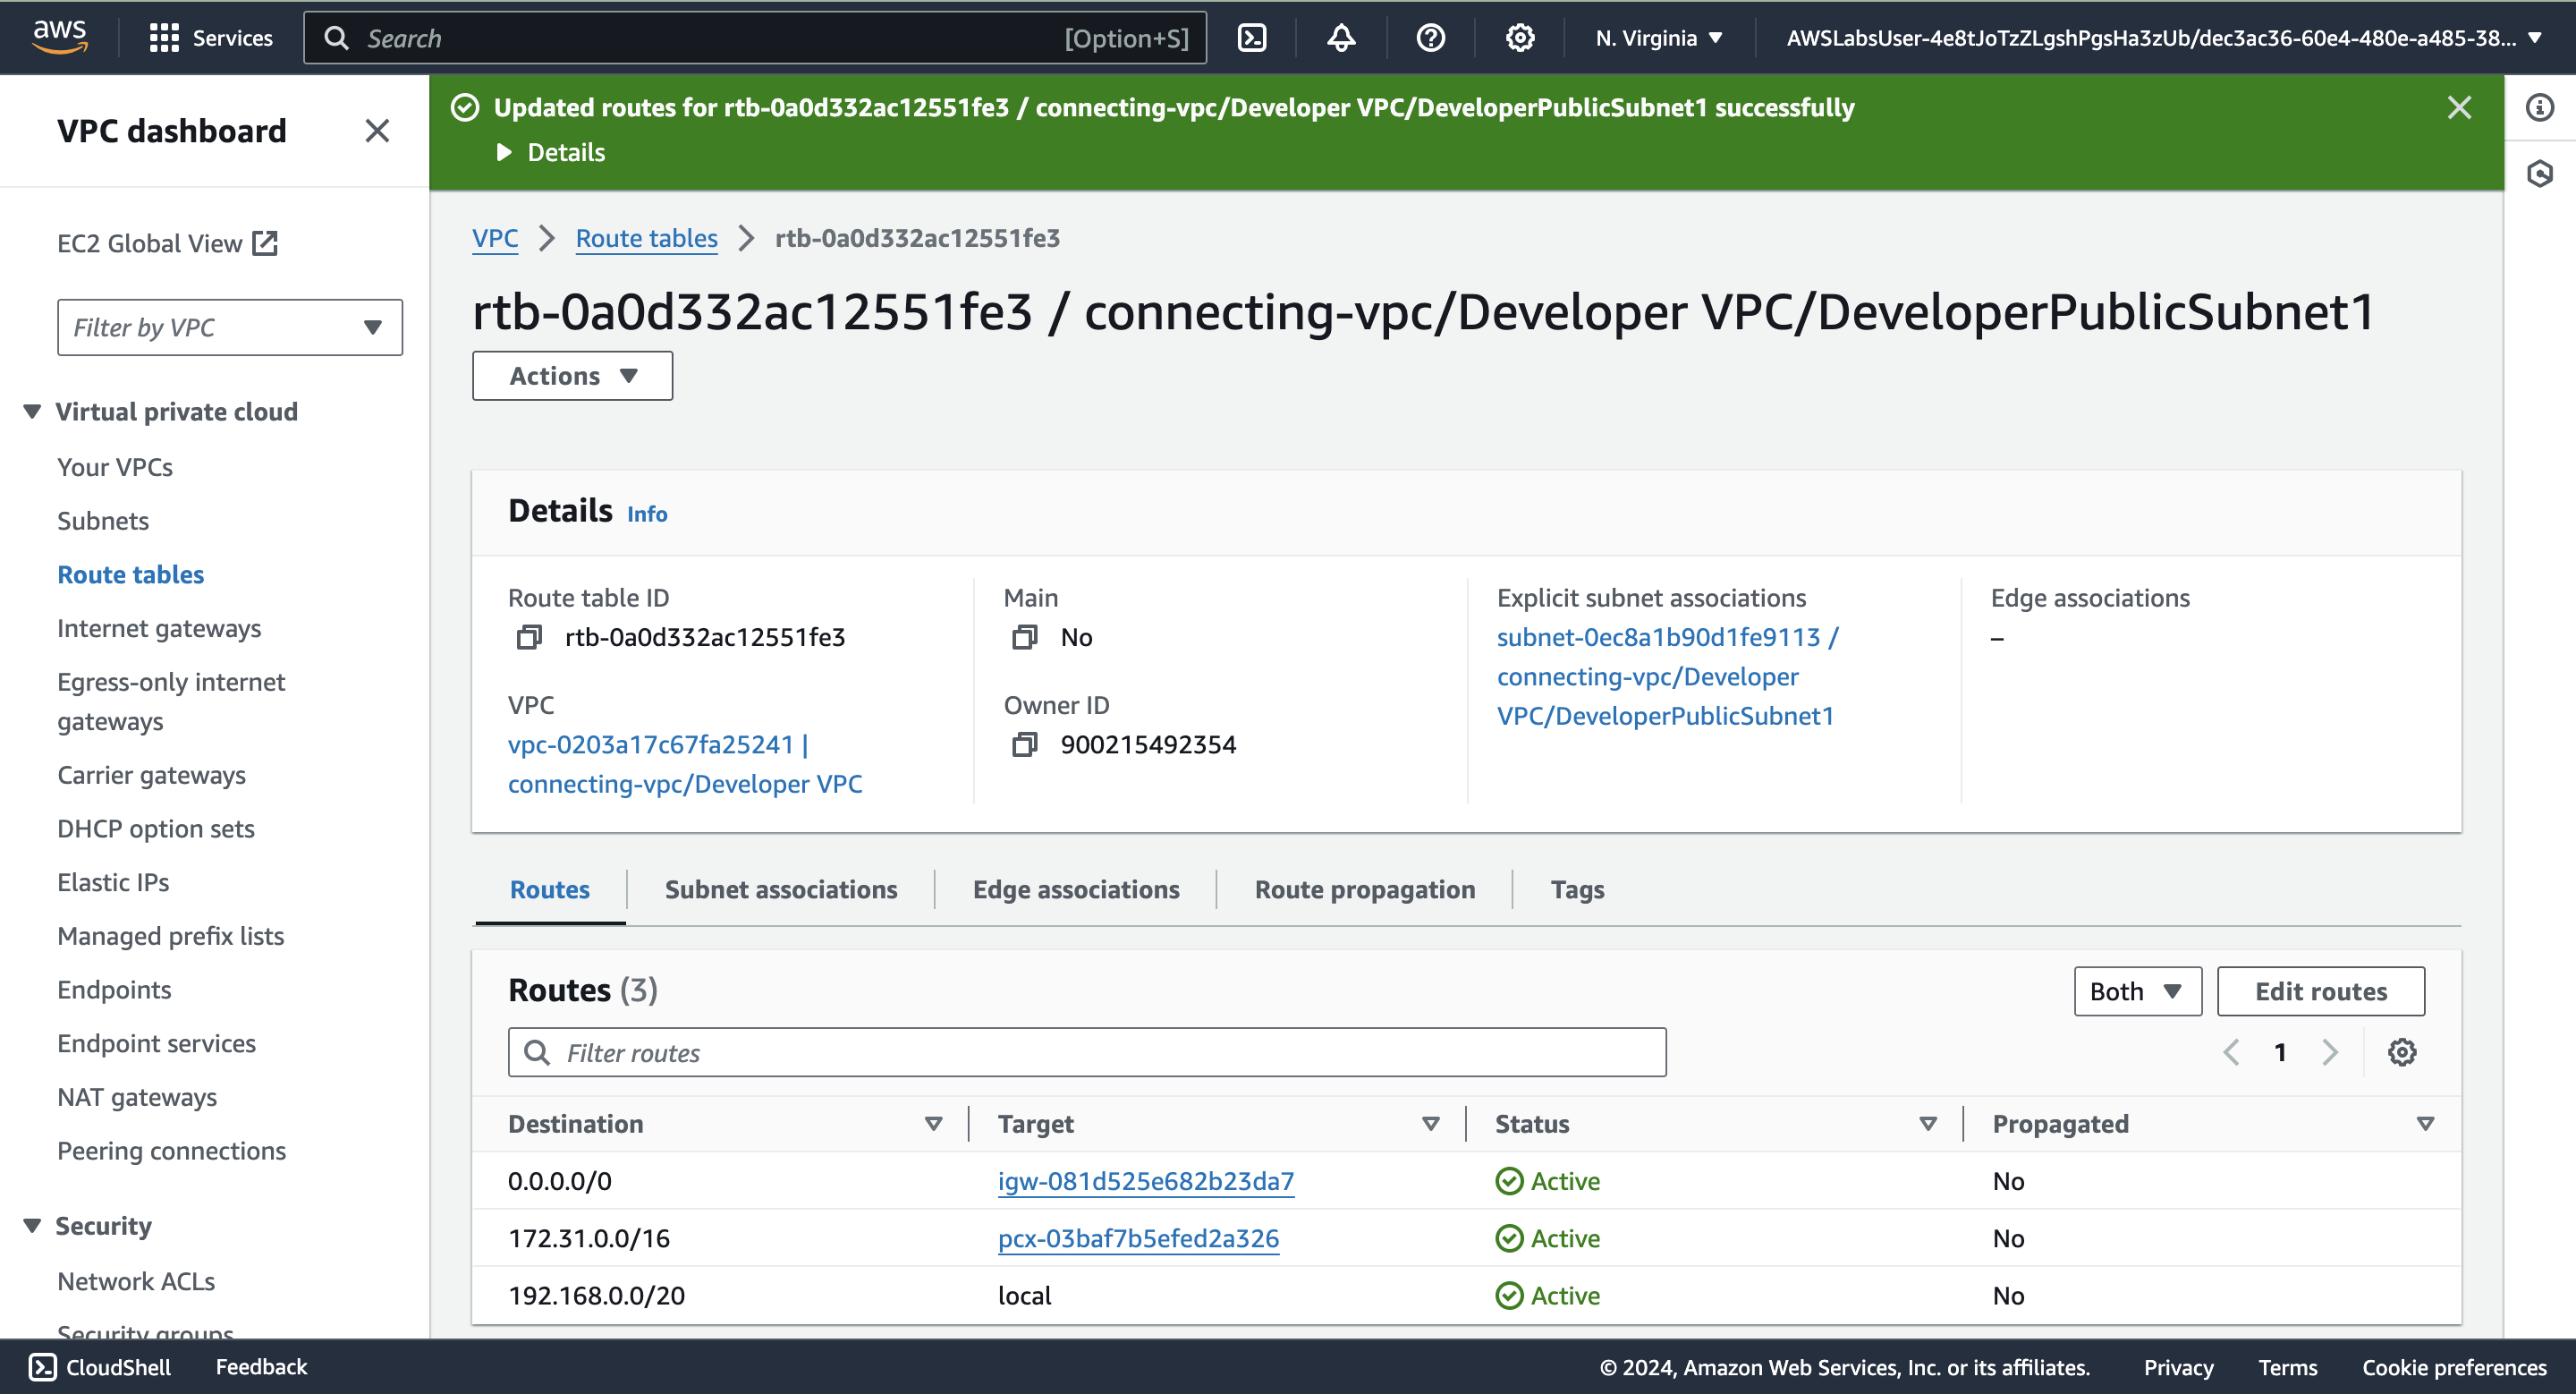 aws
Services
Search
[Option+S]
N. Virginia
AWSLabsUser-4e8tJoTzZLgshPgsHa3zUb/dec3ac36-60e4-480e-a485-38...
VPC dashboard
EC2 Global View
Filter by VPC
Virtual private cloud
Your VPCs
Subnets
Route tables
Internet gateways
Egress-only internet
gateways
Carrier gateways
DHCP option sets
Elastic IPs
Managed prefix lists
Endpoints
Endpoint services
NAT gateways
Peering connections
Security
Network ACLs
Security groups
Updated routes for rtb-0a0d332ac12551fe3 / connecting-vpc/Developer VPC/DeveloperPublicSubnet1 successfully
Details
VPC
Route tables
rtb-0a0d332ac12551fe3
rtb-0a0d332ac12551fe3 / connecting-vpc/Developer VPC/DeveloperPublicSubnet1
Actions
Details Info
Route table ID
rtb-0a0d332ac12551fe3
VPC
vpc-0203a17c67fa25241 |
connecting-vpc/Developer VPC
Main
No
Owner ID
900215492354
Explicit subnet associations
subnet-0ec8a1b90d1fe9113 /
connecting-vpc/Developer
VPC/DeveloperPublicSubnet1
Edge associations
–
Routes
Subnet associations
Edge associations
Route propagation
Tags
Routes (3)
Both
Edit routes
Filter routes
1
Destination Target Status Propagated
0.0.0.0/0 igw-081d525e682b23da7 Active No
172.31.0.0/16 pcx-03baf7b5efed2a326 Active No
192.168.0.0/20 local Active No
CloudShell
Feedback
© 2024, Amazon Web Services, Inc. or its affiliates.
Privacy
Terms
Cookie preferences